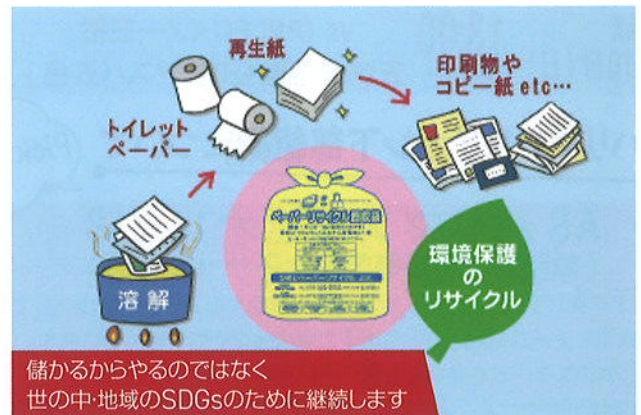 再生紙
印刷物や
コピー紙 etc…
トイレット
ペーパー
ペーパーリサイクル回収袋
環境保護
の
リサイクル
溶解
儲かるからやるのではなく
世の中・地域のSDGsのために継続します